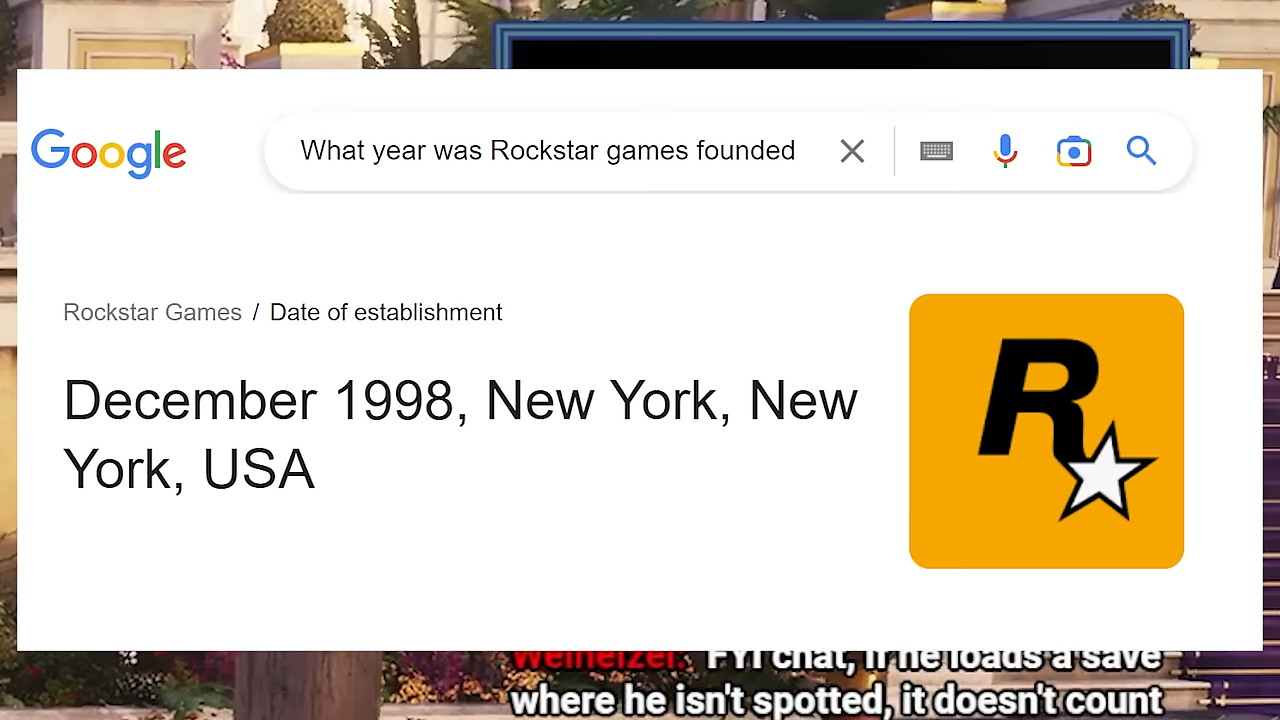 Google
What year was Rockstar games founded
Rockstar Games / Date of establishment
December 1998, New York, New
York, USA
R
Weihelzel: FYI chat, if he loads a save
where he isn't spotted, it doesn't count